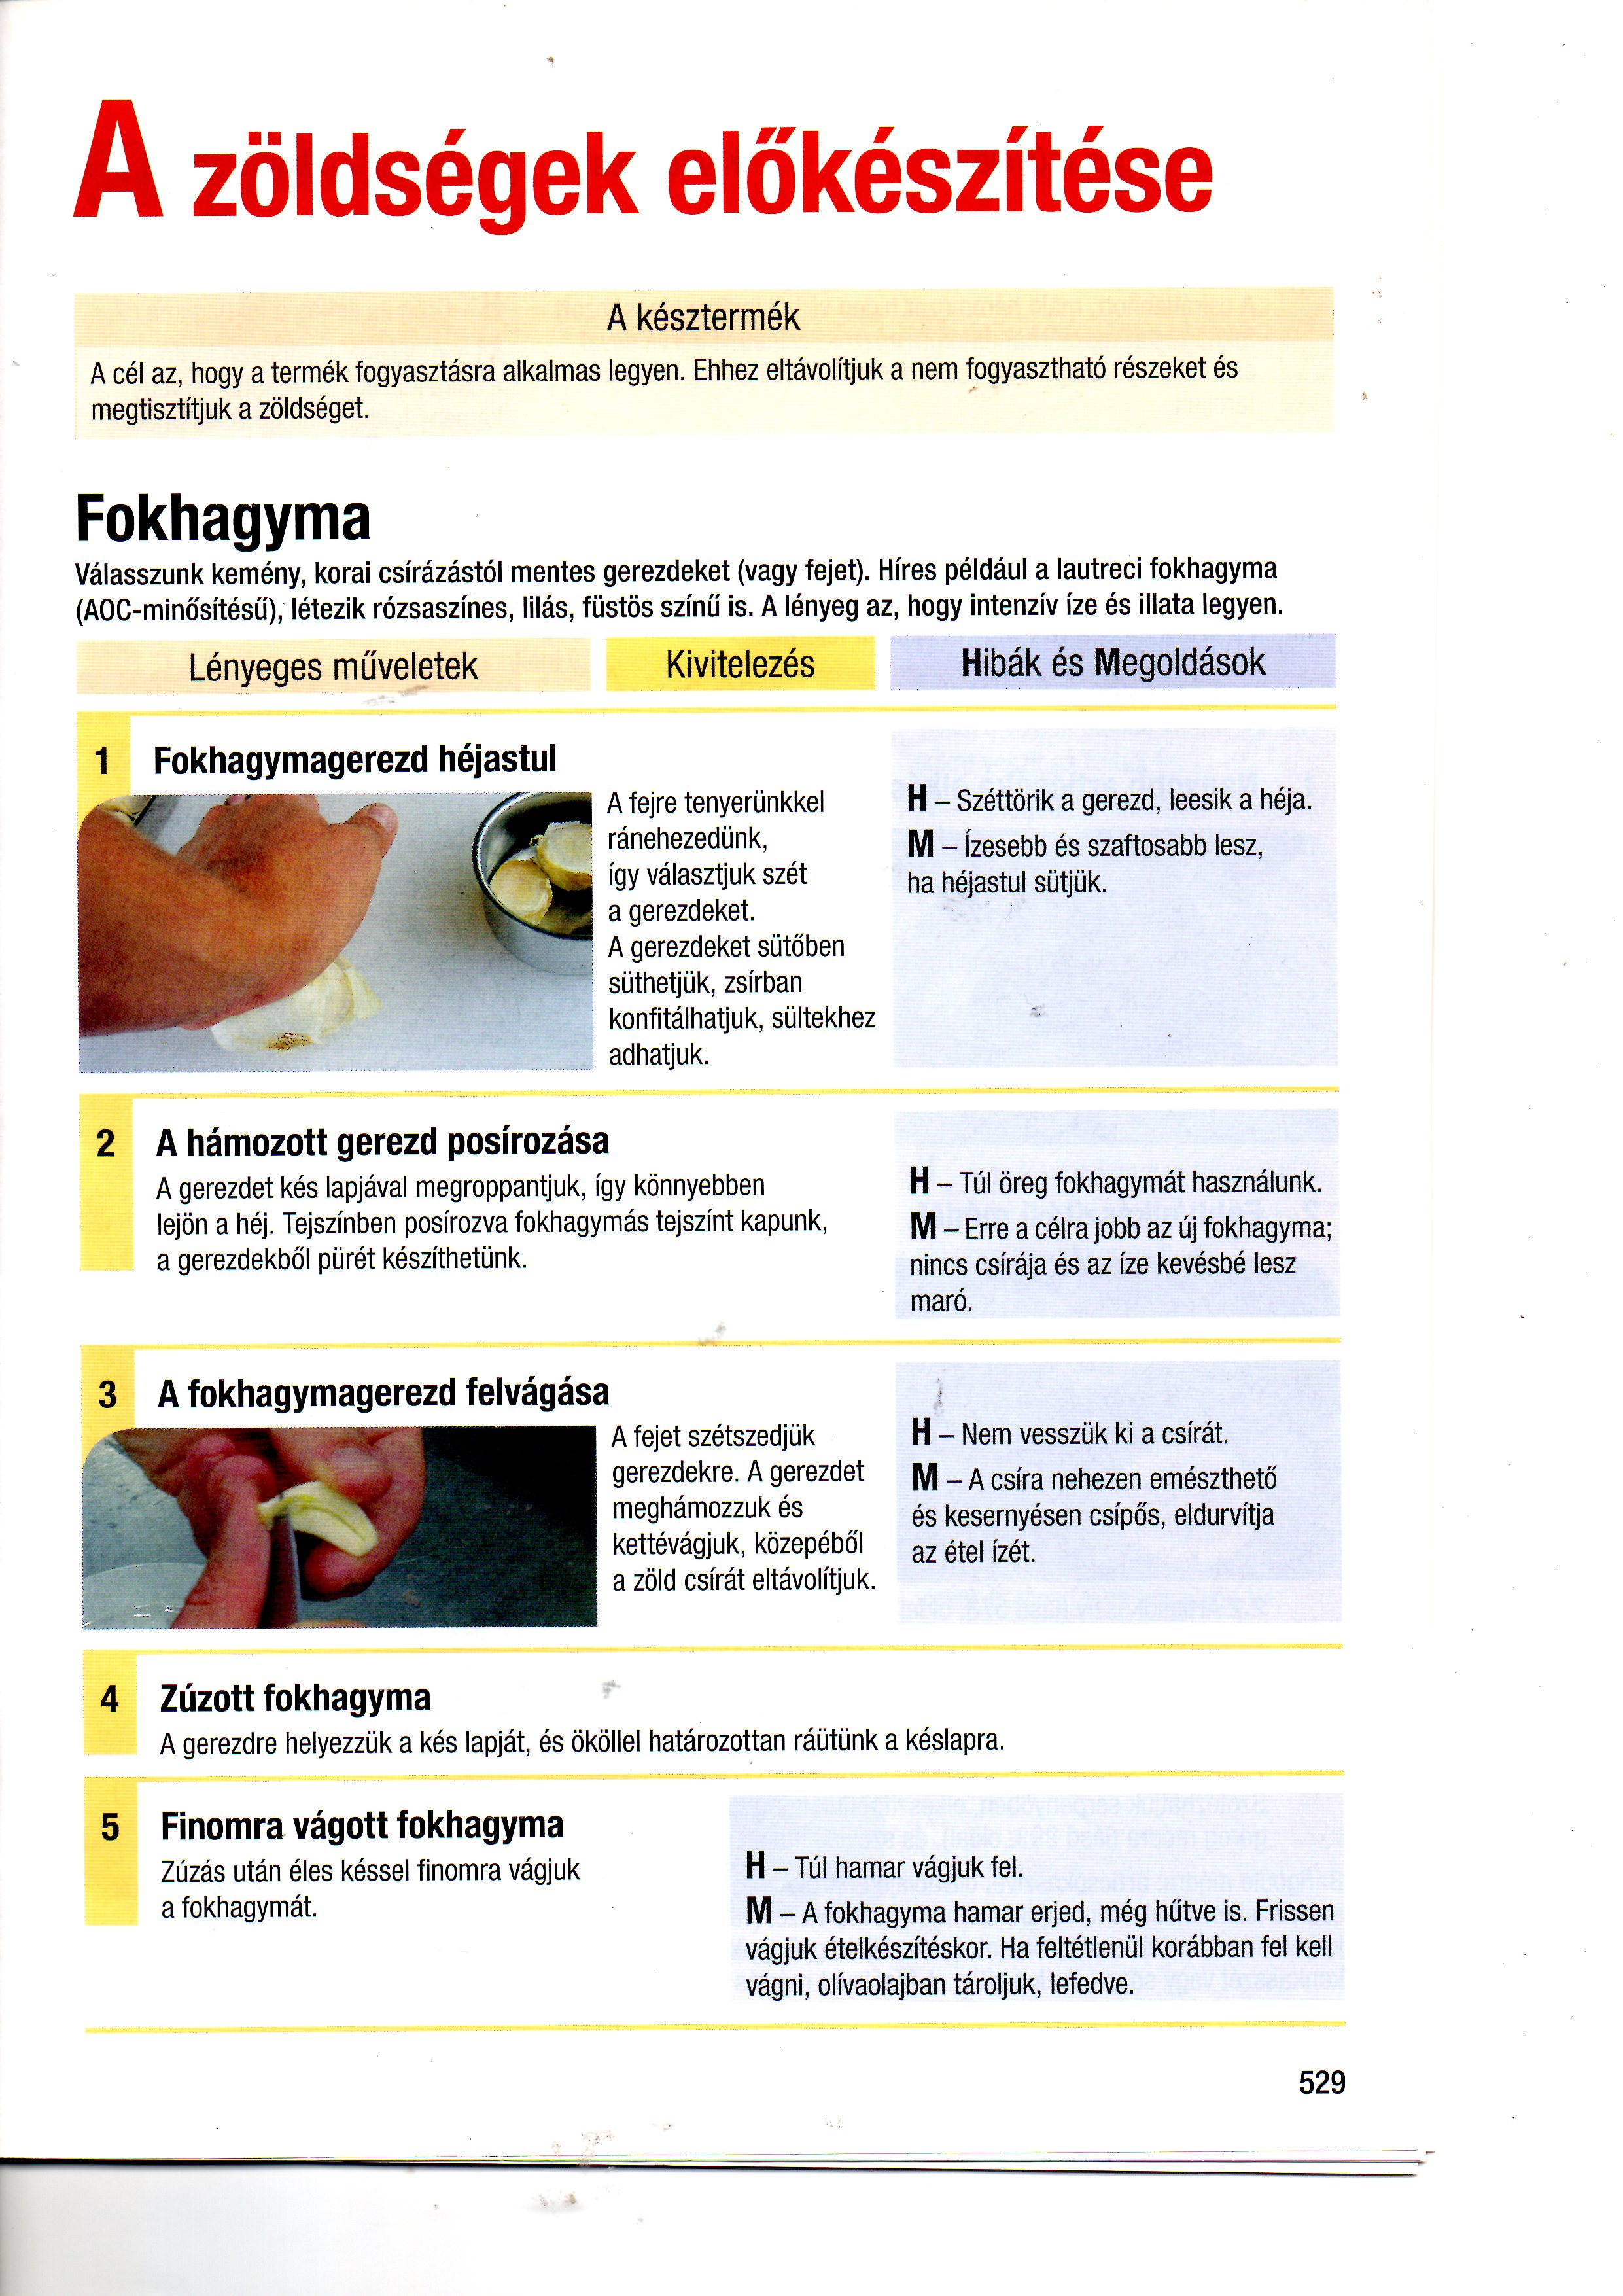 A zöldségek előkészítése
A késztermék
A cél az, hogy a termék fogyasztásra alkalmas legyen. Ehhez eltávolítjuk a nem fogyasztható részeket és
megtisztítjuk a zöldséget.
Fokhagyma
Válasszunk kemény, korai csírázástól mentes gerezdeket (vagy fejet). Híres például a lautreci fokhagyma
(AOC-minősítésű), létezik rózsaszínes, lilás, füstös színű is. A lényeg az, hogy intenzív íze és illata legyen.
Lényeges műveletek
Kivitelezés
Hibák és Megoldások
1 Fokhagymagerezd héjastul
A fejre tenyerünkkel
ránehezedünk,
így választjuk szét
a gerezdeket.
A gerezdeket sütőben
süthetjük, zsírban
konfitálhatjuk, sültekhez
adhatjuk.
H – Széttörik a gerezd, leesik a héja.
M – Ízesebb és szaftosabb lesz,
ha héjastul sütjük.
2 A hámozott gerezd posírozása
A gerezdet kés lapjával megroppantjuk, így könnyebben
lejön a héj. Tejszínben posírozva fokhagymás tejszínt kapunk,
a gerezdekből pürét készíthetünk.
H – Túl öreg fokhagymát használunk.
M – Erre a célra jobb az új fokhagyma;
nincs csírája és az íze kevésbé lesz
maró.
3 A fokhagymagerezd felvágása
A fejet szétszedjük
gerezdekre. A gerezdet
meghámozzuk és
kettévágjuk, közepéből
a zöld csírát eltávolítjuk.
H – Nem vesszük ki a csírát.
M – A csíra nehezen emészthető
és kesernyésen csípős, eldurvítja
az étel ízét.
4 Zúzott fokhagyma
A gerezdre helyezzük a kés lapját, és ököllel határozottan ráütünk a késlapra.
5 Finomra vágott fokhagyma
Zúzás után éles késsel finomra vágjuk
a fokhagymát.
H – Túl hamar vágjuk fel.
M – A fokhagyma hamar erjed, még hűtve is. Frissen
vágjuk ételkészítéskor. Ha feltétlenül korábban fel kell
vágni, olívaolajban tároljuk, lefedve.
529